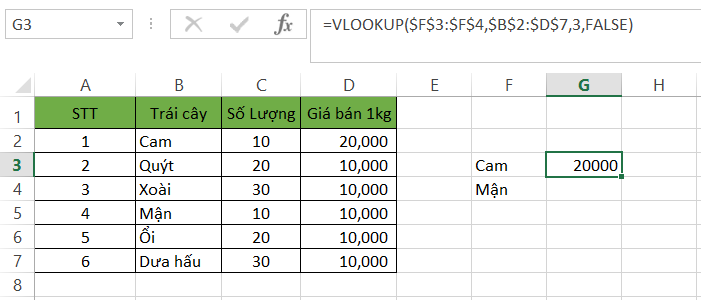 G3 fx =VLOOKUP($F$3:$F$4,$B$2:$D$7,3,FALSE)
A B C D E F G H
1 STT Trái cây Số Lượng Giá bán 1kg
2 1 Cam 10 20,000
3 2 Quýt 20 10,000 Cam 20000
4 3 Xoài 30 10,000 Mận
5 4 Mận 10 10,000
6 5 Ổi 20 10,000
7 6 Dưa hấu 30 10,000
8